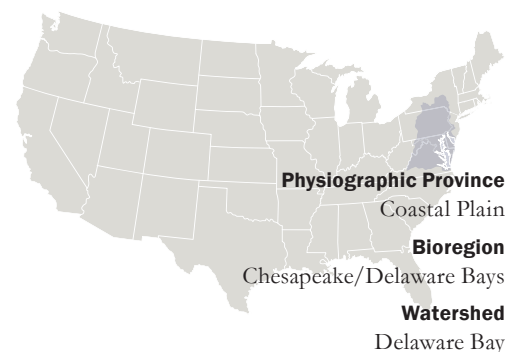 Physiographic Province
Coastal Plain
Bioregion
Chesapeake/Delaware Bays
Watershed
Delaware Bay